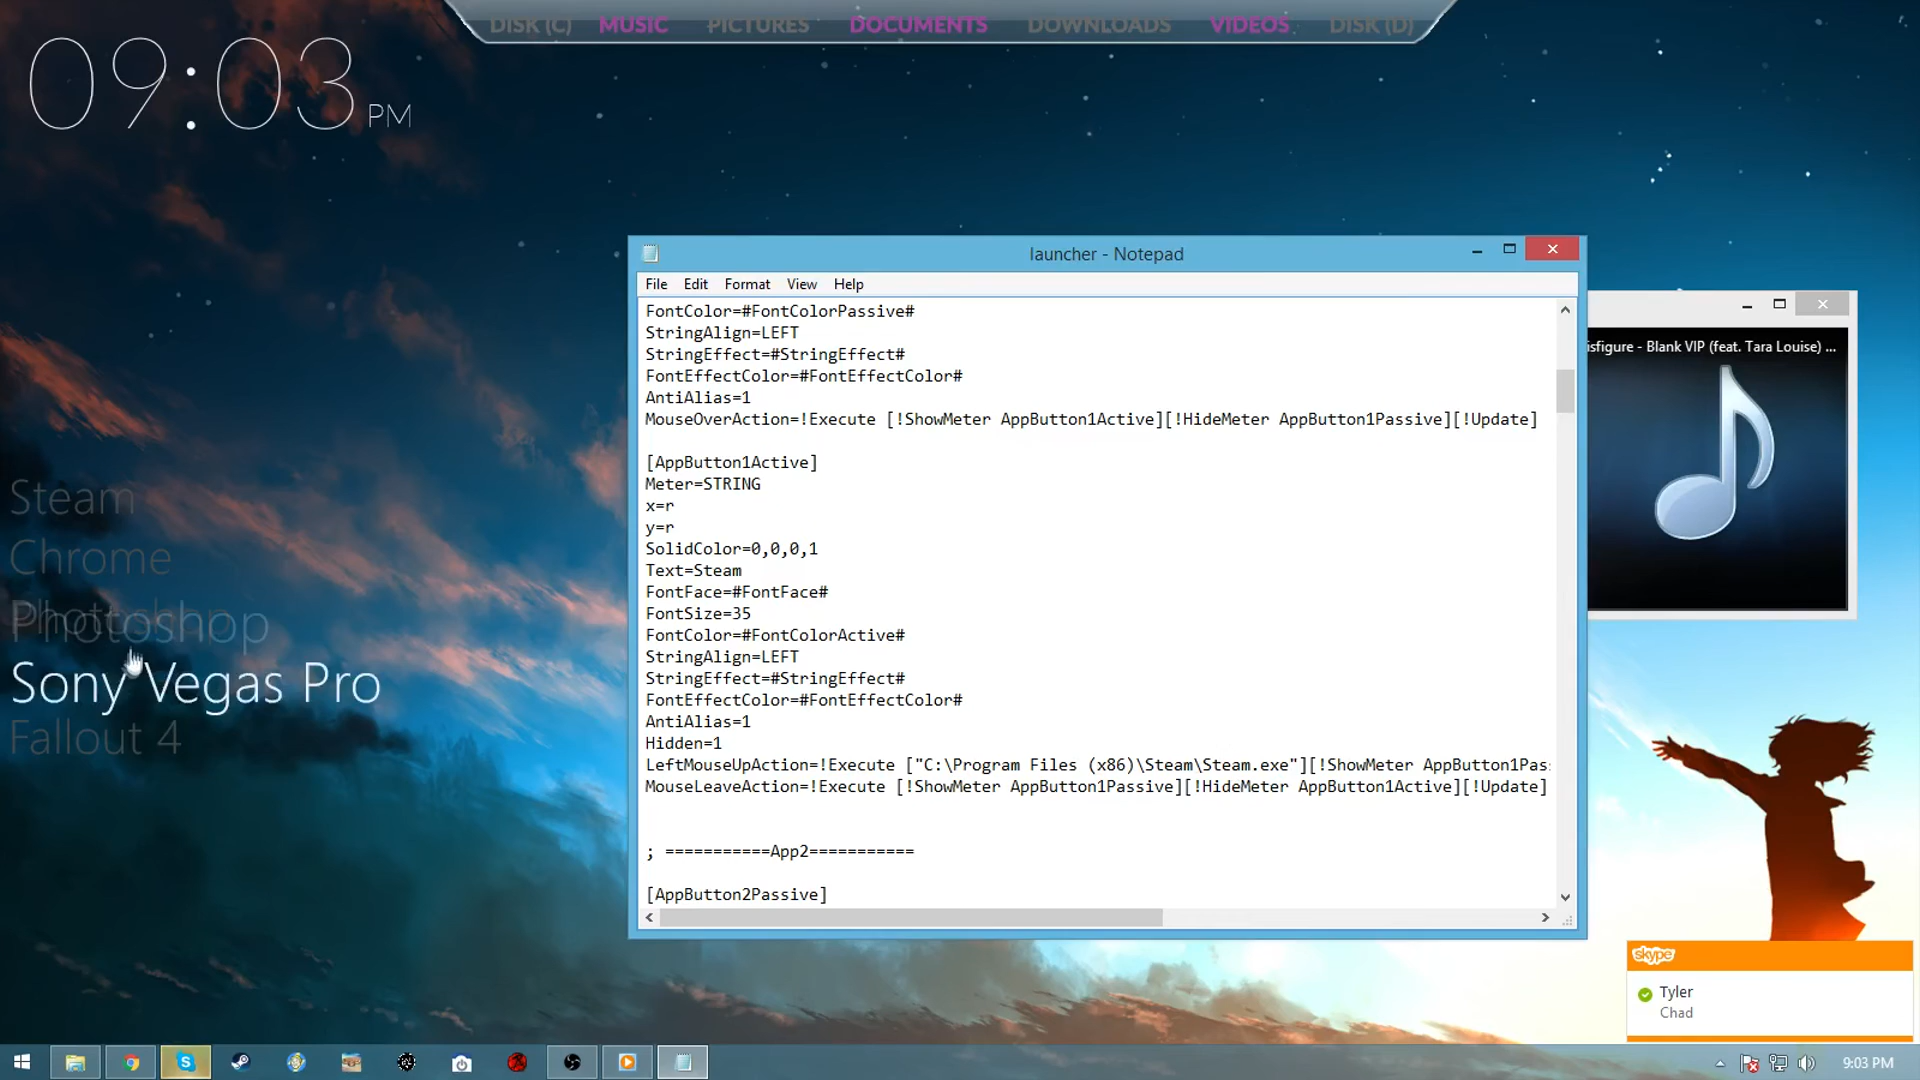 DISK (C) MUSIC PICTURES DOCUMENTS DOWNLOADS VIDEOS DISK (D)
09:03 PM
launcher - Notepad
File Edit Format View Help
FontColor=#FontColorPassive#
StringAlign=LEFT
StringEffect=#StringEffect#
FontEffectColor=#FontEffectColor#
AntiAlias=1
MouseOverAction=!Execute [!ShowMeter AppButton1Active][!HideMeter AppButton1Passive][!Update]
[AppButton1Active]
Meter=STRING
x=r
y=r
SolidColor=0,0,0,1
Text=Steam
FontFace=#FontFace#
FontSize=35
FontColor=#FontColorActive#
StringAlign=LEFT
StringEffect=#StringEffect#
FontEffectColor=#FontEffectColor#
AntiAlias=1
Hidden=1
LeftMouseUpAction=!Execute ["C:\Program Files (x86)\Steam\Steam.exe"][!ShowMeter AppButton1Pas
MouseLeaveAction=!Execute [!ShowMeter AppButton1Passive][!HideMeter AppButton1Active][!Update]
; ===========App2===========
[AppButton2Passive]
isfigure - Blank VIP (feat. Tara Louise) ...
Steam
Chrome
Photoshop
Sony Vegas Pro
Fallout 4
skype
Tyler
Chad
9:03 PM